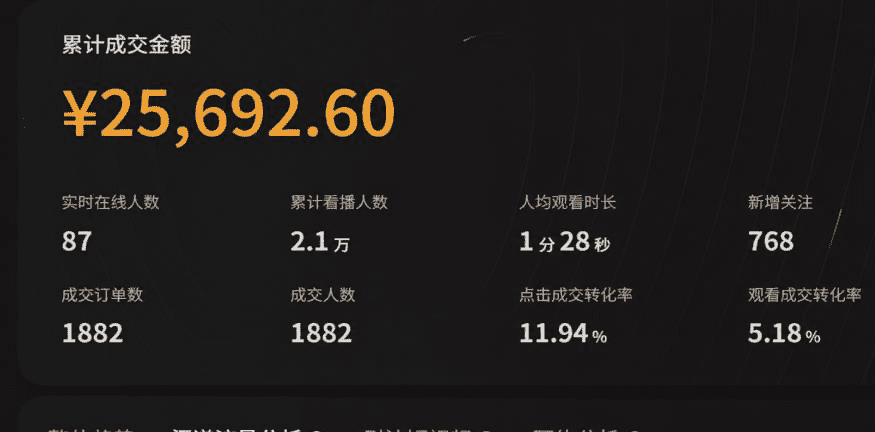 累计成交金额
¥25,692.60
实时在线人数 累计看播人数 人均观看时长 新增关注
87 2.1万 1分28秒 768
成交订单数 成交人数 点击成交转化率 观看成交转化率
1882 1882 11.94% 5.18%